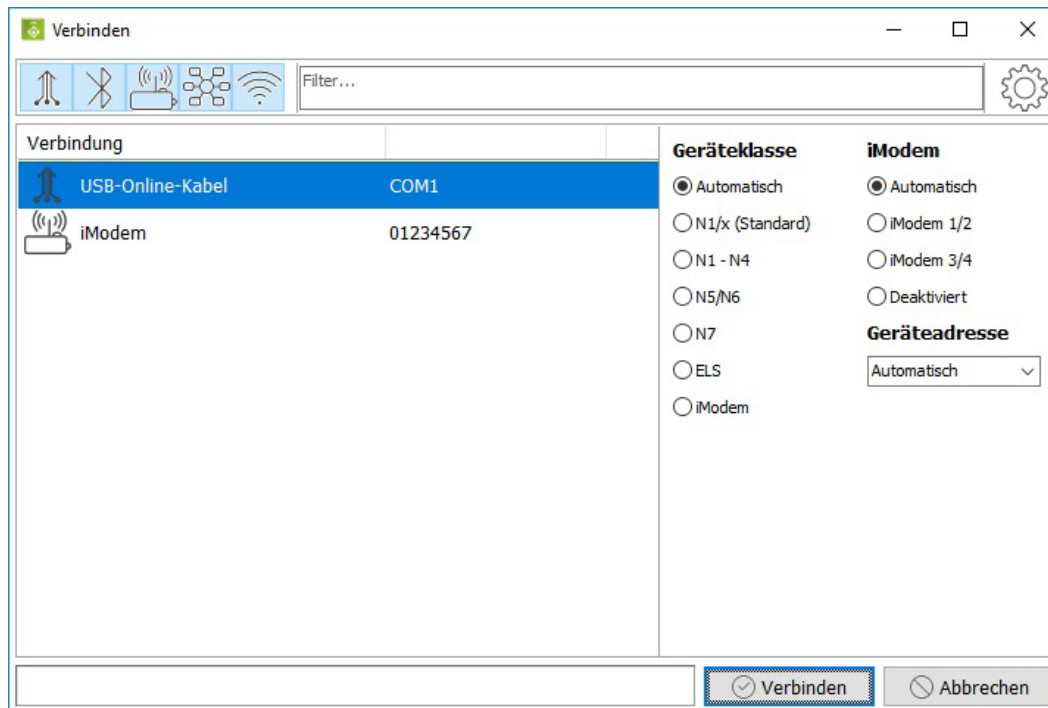 Verbinden
Filter...
Verbindung
USB-Online-Kabel COM1
iModem 01234567
Geräteklasse
Automatisch
N1/x (Standard)
N1 - N4
N5/N6
N7
ELS
iModem
iModem
Automatisch
iModem 1/2
iModem 3/4
Deaktiviert
Geräteadresse
Automatisch
Verbinden
Abbrechen